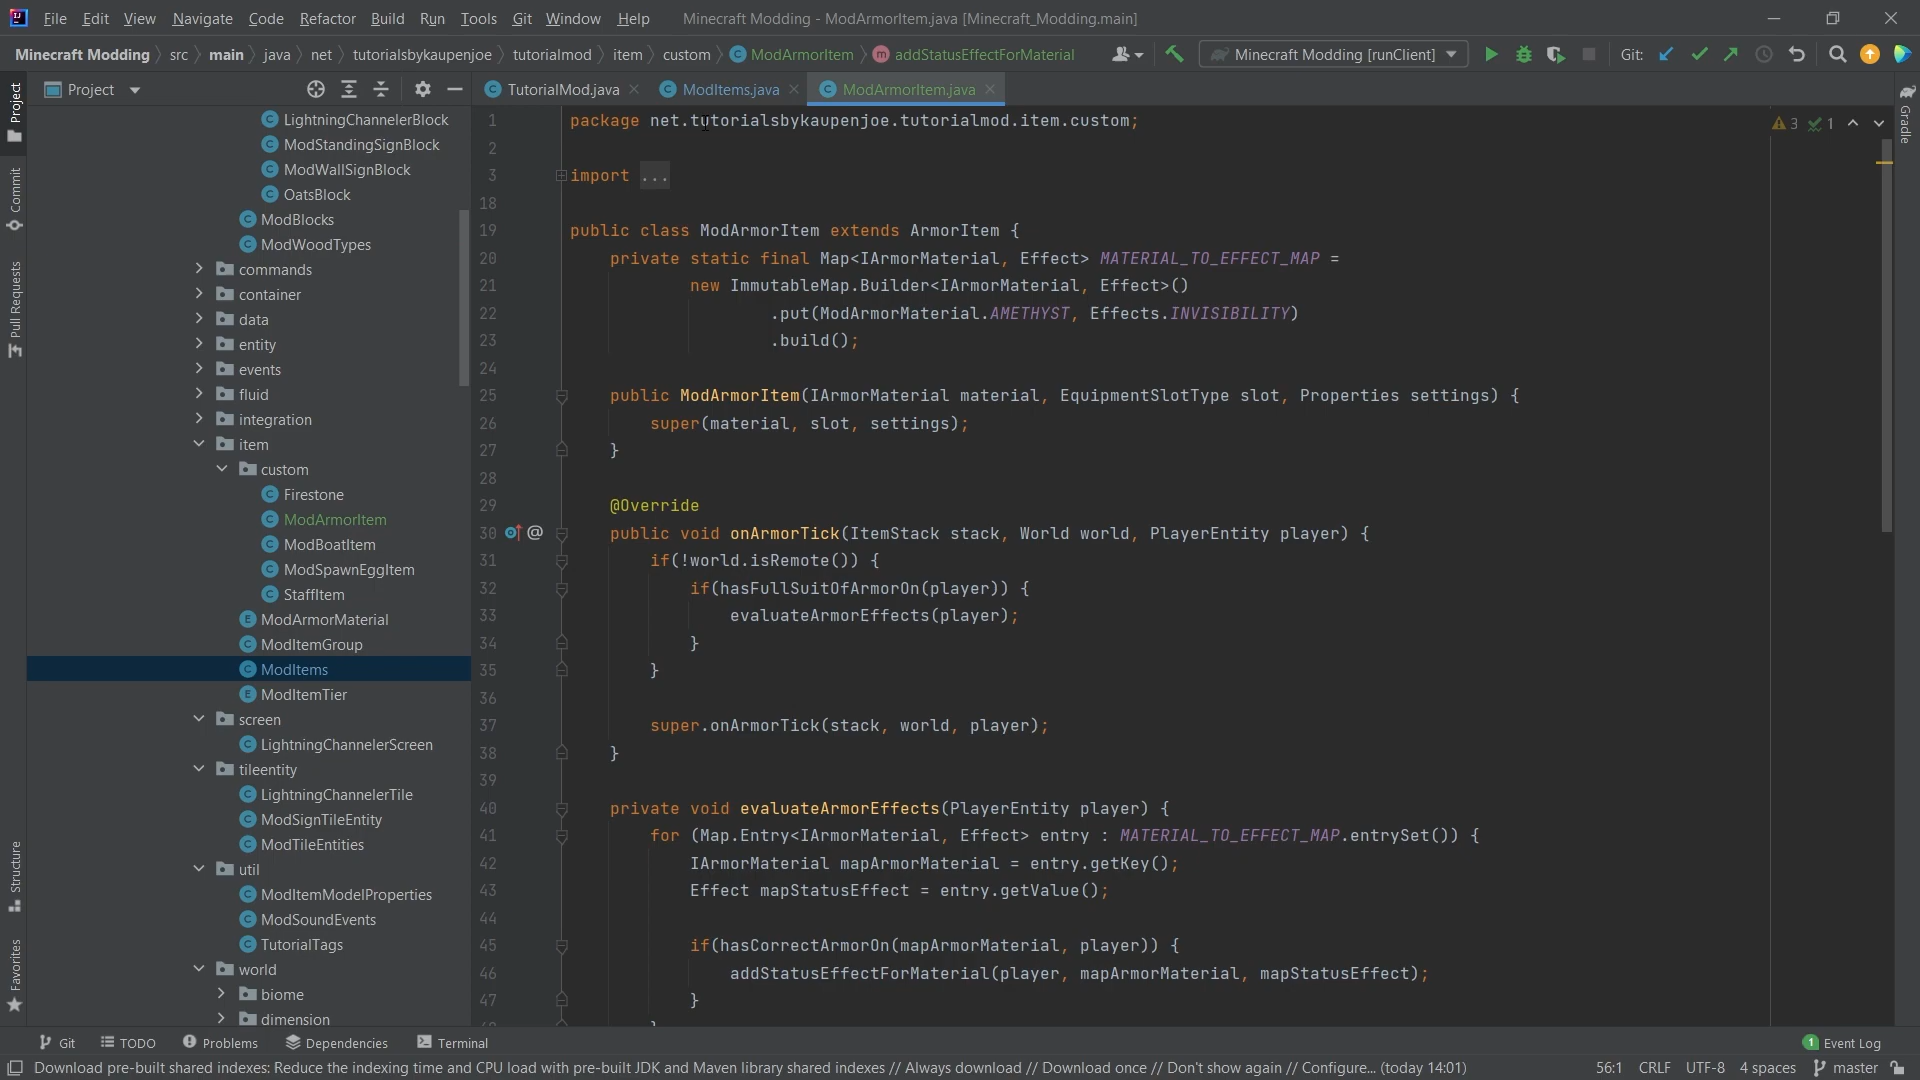 File Edit View Navigate Code Refactor Build Run Tools Git Window Help Minecraft Modding - ModArmorItem.java [Minecraft_Modding.main]
Minecraft Modding src main java net tutorialsbykaupenjoe tutorialmod item custom ModArmorItem addStatusEffectForMaterial Minecraft Modding [runClient] Git:
Project TutorialMod.java ModItems.java ModArmorItem.java
Project
Commit
Pull Requests
Structure
Favorites
Gradle
LightningChannelerBlock
ModStandingSignBlock
ModWallSignBlock
OatsBlock
ModBlocks
ModWoodTypes
commands
container
data
entity
events
fluid
integration
item
custom
Firestone
ModArmorItem
ModBoatItem
ModSpawnEggItem
StaffItem
ModArmorMaterial
ModItemGroup
ModItems
ModItemTier
screen
LightningChannelerScreen
tileentity
LightningChannelerTile
ModSignTileEntity
ModTileEntities
util
ModItemModelProperties
ModSoundEvents
TutorialTags
world
biome
dimension
3 1
1 package net.tutorialsbykaupenjoe.tutorialmod.item.custom;
2
3 import ...
18
19 public class ModArmorItem extends ArmorItem {
20 private static final Map<IArmorMaterial, Effect> MATERIAL_TO_EFFECT_MAP =
21 new ImmutableMap.Builder<IArmorMaterial, Effect>()
22 .put(ModArmorMaterial.AMETHYST, Effects.INVISIBILITY)
23 .build();
24
25 public ModArmorItem(IArmorMaterial material, EquipmentSlotType slot, Properties settings) {
26 super(material, slot, settings);
27 }
28
29 @Override
30 @ public void onArmorTick(ItemStack stack, World world, PlayerEntity player) {
31 if(!world.isRemote()) {
32 if(hasFullSuitOfArmorOn(player)) {
33 evaluateArmorEffects(player);
34 }
35 }
36
37 super.onArmorTick(stack, world, player);
38 }
39
40 private void evaluateArmorEffects(PlayerEntity player) {
41 for (Map.Entry<IArmorMaterial, Effect> entry : MATERIAL_TO_EFFECT_MAP.entrySet()) {
42 IArmorMaterial mapArmorMaterial = entry.getKey();
43 Effect mapStatusEffect = entry.getValue();
44
45 if(hasCorrectArmorOn(mapArmorMaterial, player)) {
46 addStatusEffectForMaterial(player, mapArmorMaterial, mapStatusEffect);
47 }
48 }
Git TODO Problems Dependencies Terminal 1 Event Log
Download pre-built shared indexes: Reduce the indexing time and CPU load with pre-built JDK and Maven library shared indexes // Always download // Download once // Don't show again // Configure... (today 14:01) 56:1 CRLF UTF-8 4 spaces master